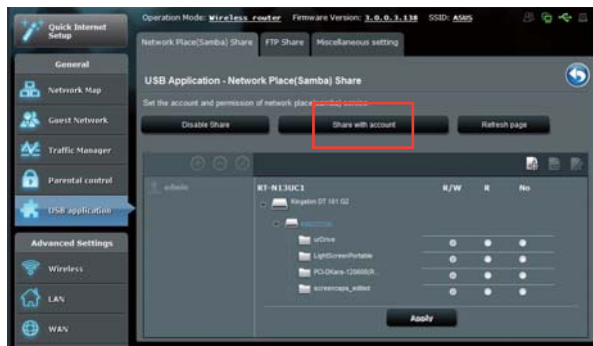 Operation Mode: Wireless router Firmware Version: 3.0.0.3.138 SSID: ASUS
Quick Internet Setup
Network Place(Samba) Share
FTP Share
Miscellaneous setting
General
Network Map
Guest Network
Traffic Manager
Parental control
USB application
Advanced Settings
Wireless
LAN
WAN
USB Application - Network Place(Samba) Share
Set the account and permission of network place(samba) service
Disable Share
Share with account
Refresh page
admin
RT-N13UC1
R/W
R
No
Kingston DT 101 G2
urDrive
LightScreenPortable
screencaps_edited
Apply